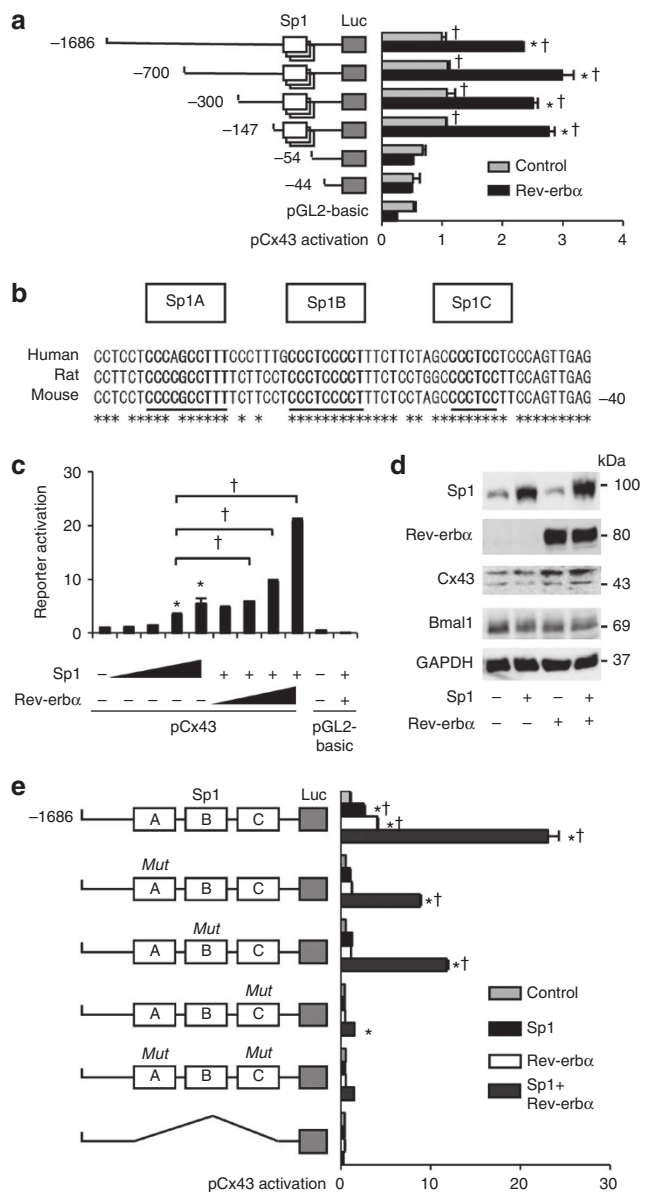 a
Sp1 Luc
−1686
−700
−300
−147
−54
−44
pGL2-basic
pCx43 activation
0 1 2 3 4
†
* †
†
* †
†
* †
†
* †
Control
Rev-erbα
b
Sp1A Sp1B Sp1C
Human CCTCCTCCCAGCCTTTCCCTTTGCCCTCCCCTTTCTTCTAGCCCCTCCTCCCAGTTGAG
Rat CCTTCTCCCCGCCTTTTCTTCCTCCCTCCCCTTTCTCCTGGCCCCTCCTTCCAGTTGAG
Mouse CCTCCTCCCCGCCTTTTCTTCCTCCCTCCCCTTTCTCCTAGCCCCTCCTTCCAGTTGAG −40
c
Reporter activation
30
20
10
0
†
†
†
* *
Sp1 − + + + + − +
Rev-erbα − − − − − − +
pCx43
pGL2-
basic
d
kDa
Sp1 100
Rev-erbα 80
Cx43 43
Bmal1 69
GAPDH 37
Sp1 − + − +
Rev-erbα − − + +
e
Sp1 Luc
−1686
A B C
*†
*†
*†
Mut
A B C
*†
Mut
A B C
*†
Mut
A B C
*
Mut Mut
A B C
Control
Sp1
Rev-erbα
Sp1+
Rev-erbα
pCx43 activation
0 10 20 30